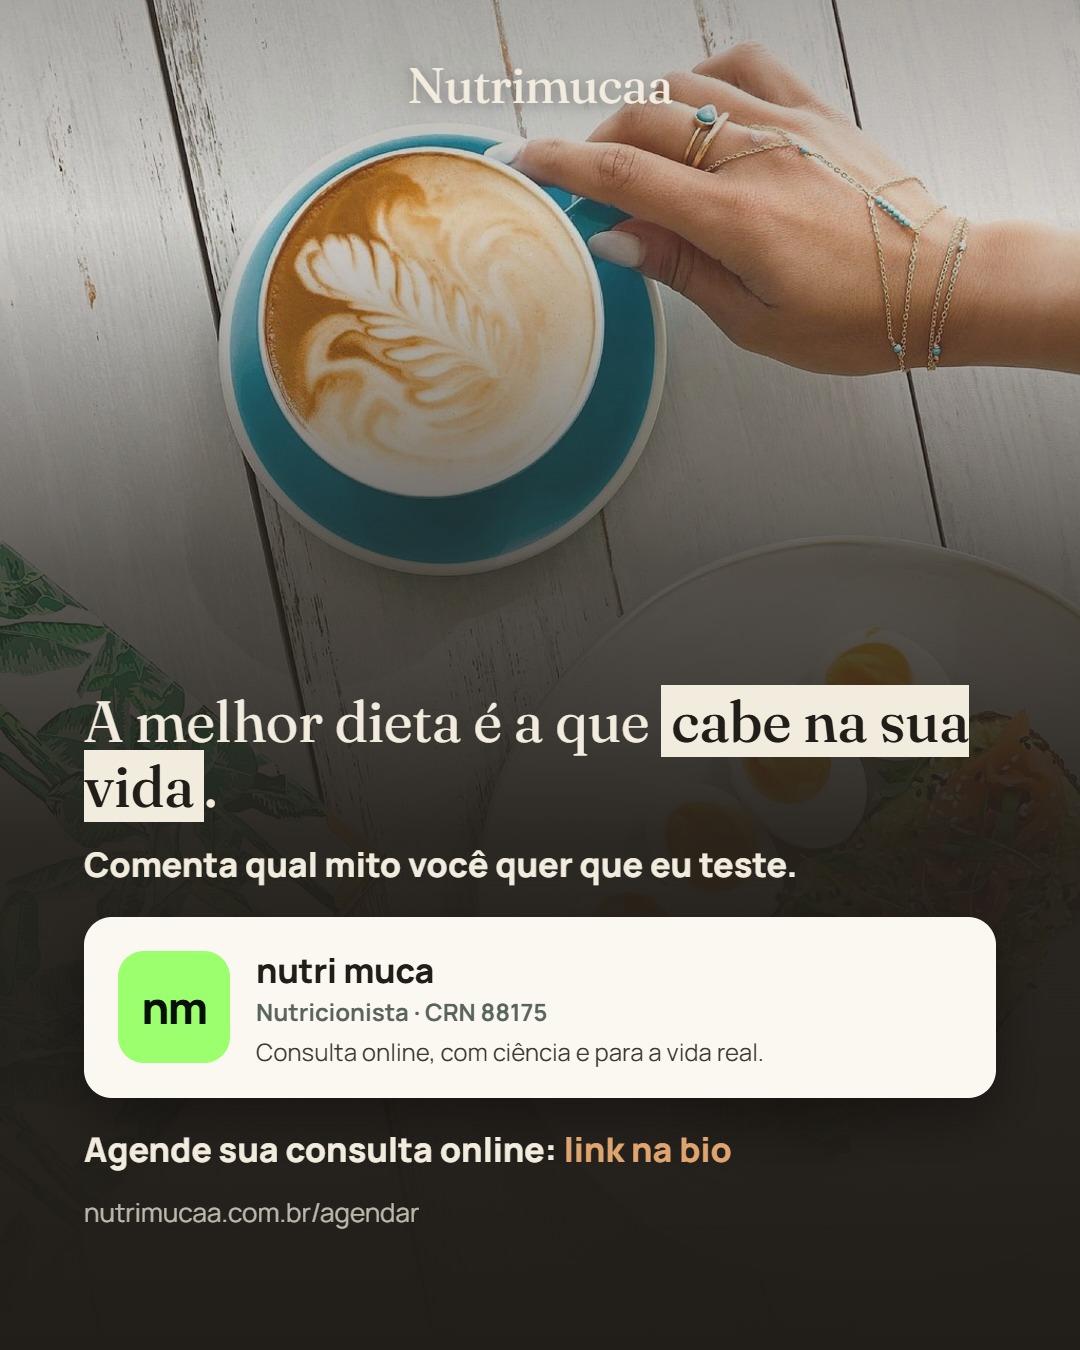 Nutrimucaa
A melhor dieta é a que cabe na sua
vida .
Comenta qual mito você quer que eu teste.
nm
nutri muca
Nutricionista · CRN 88175
Consulta online, com ciência e para a vida real.
Agende sua consulta online: link na bio
nutrimucaa.com.br/agendar